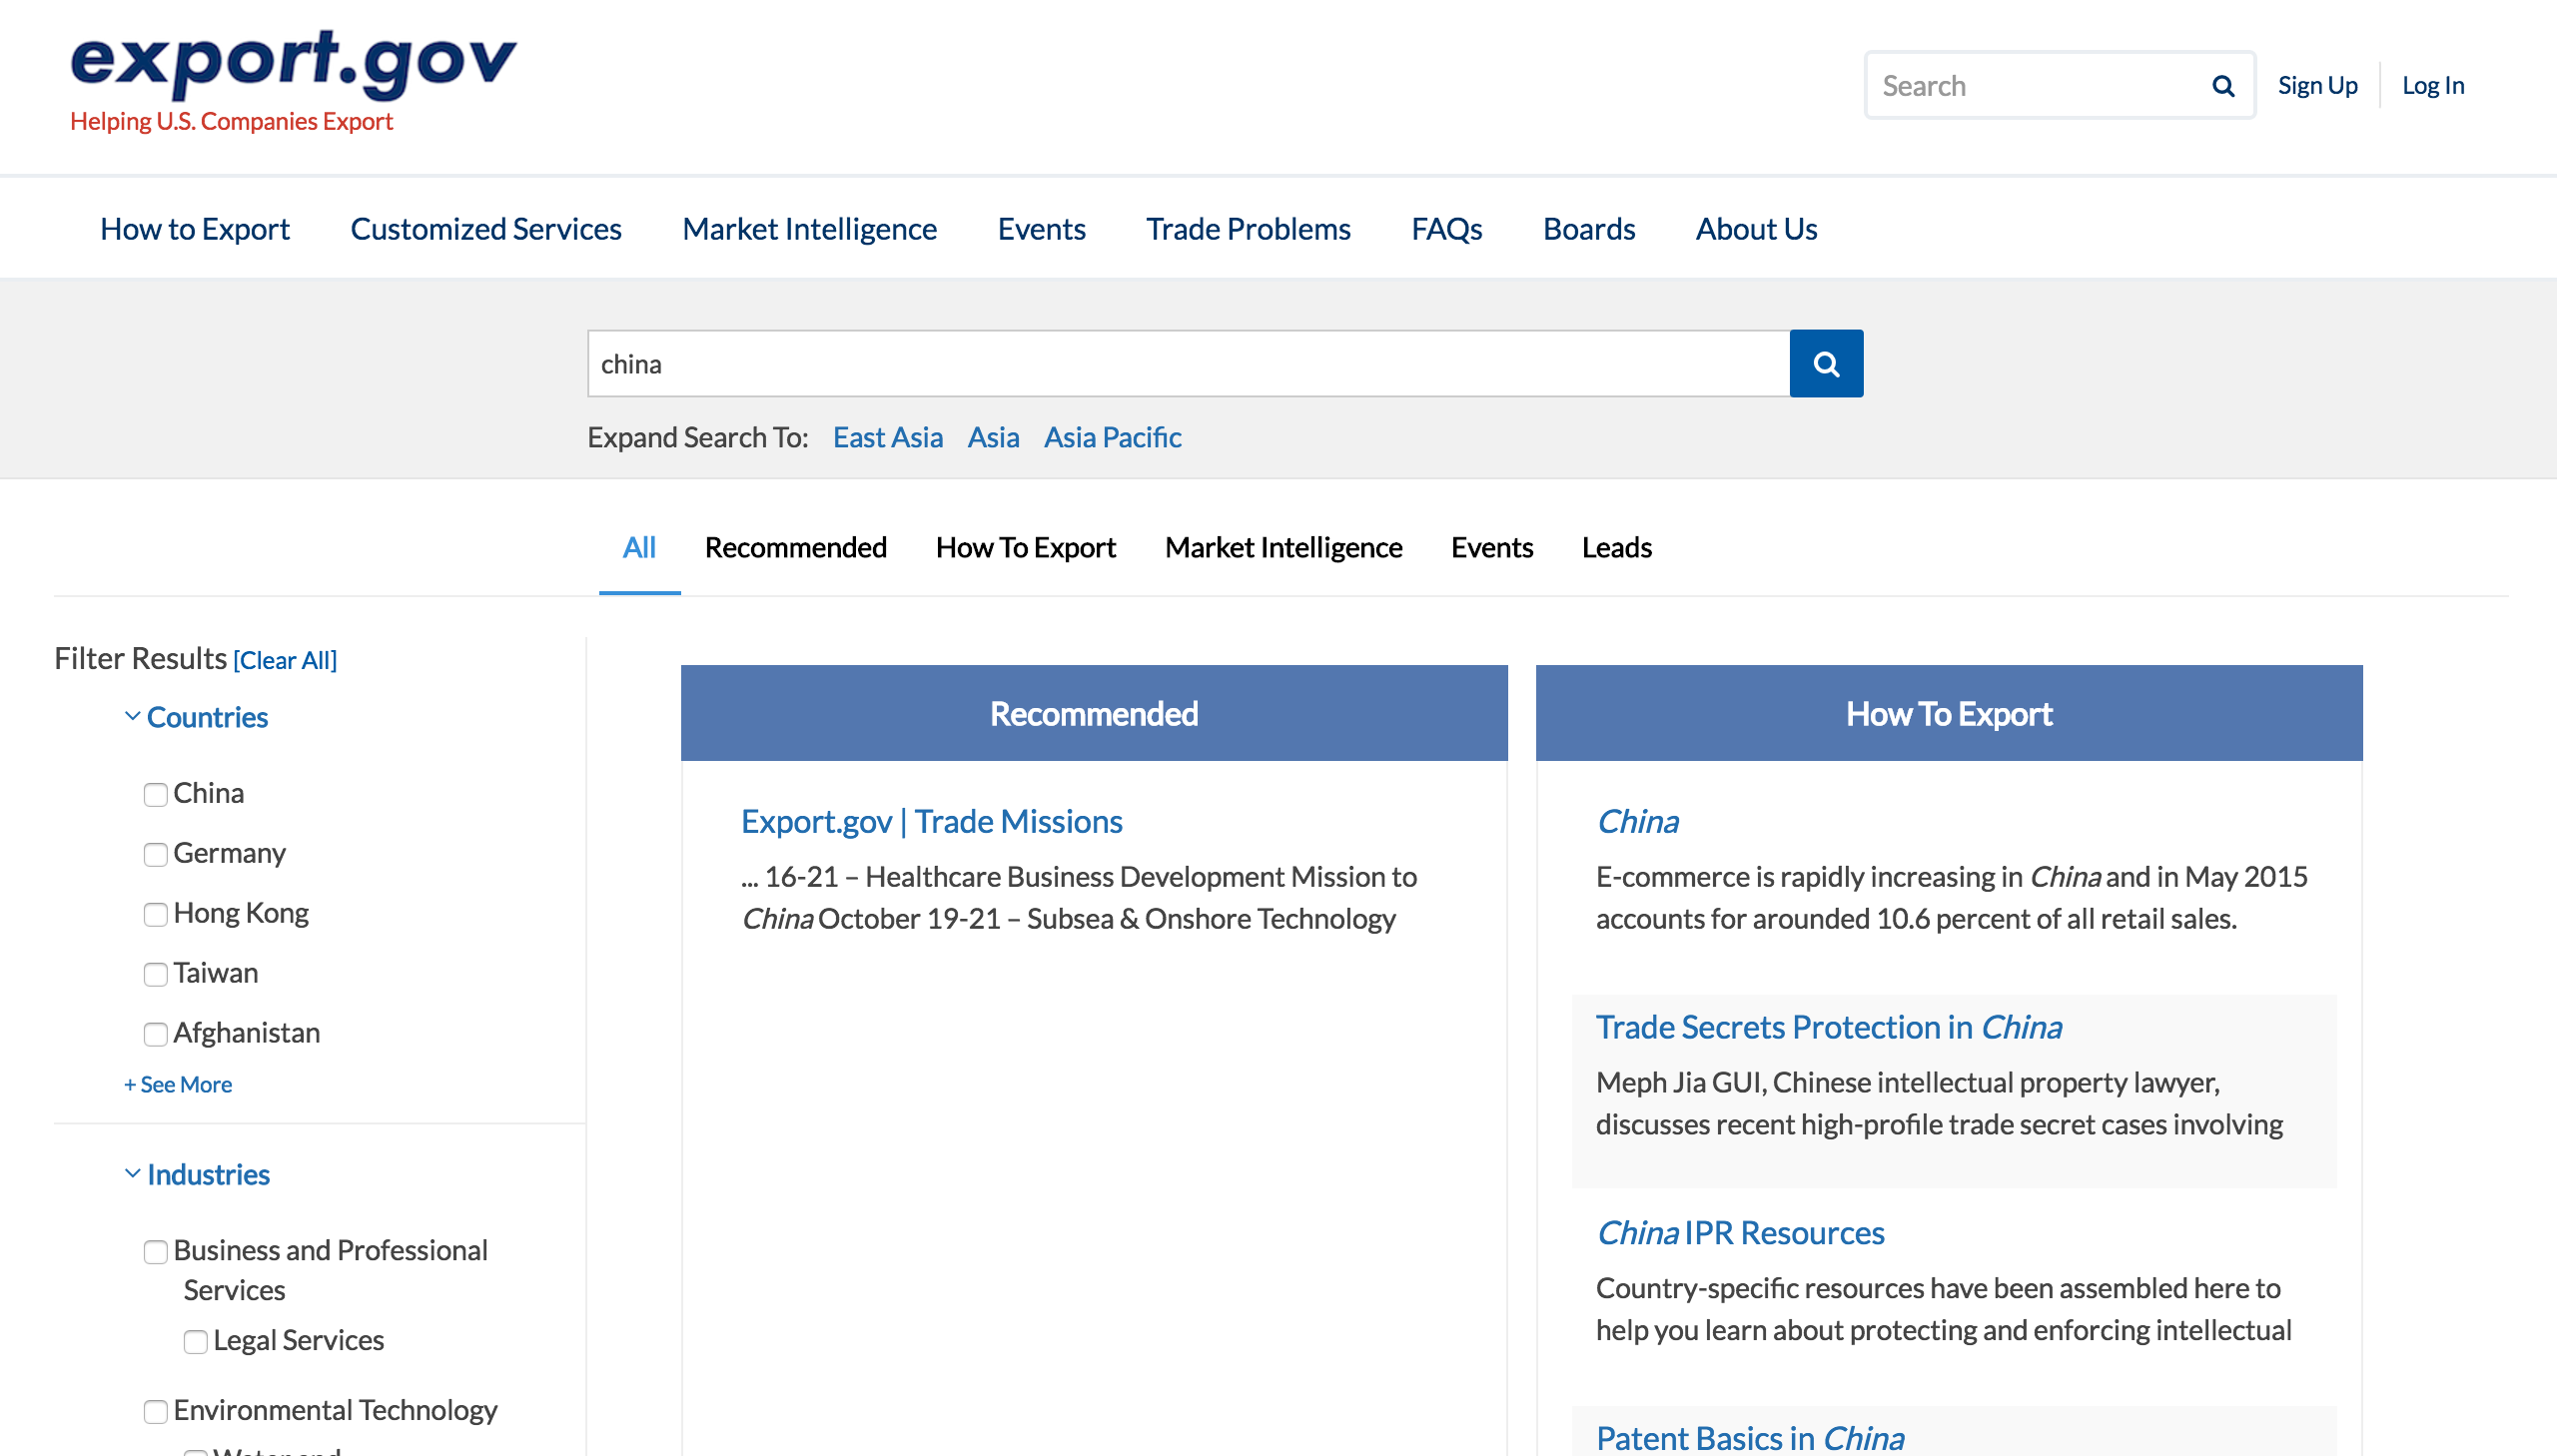 export.gov
Helping U.S. Companies Export
Search
Sign Up
Log In
How to Export
Customized Services
Market Intelligence
Events
Trade Problems
FAQs
Boards
About Us
china
Expand Search To: East Asia Asia Asia Pacific
All
Recommended
How To Export
Market Intelligence
Events
Leads
Filter Results [Clear All]
Countries
China
Germany
Hong Kong
Taiwan
Afghanistan
+ See More
Industries
Business and Professional
Services
Legal Services
Environmental Technology
Recommended
Export.gov | Trade Missions
... 16-21 – Healthcare Business Development Mission to
China October 19-21 – Subsea & Onshore Technology
How To Export
China
E-commerce is rapidly increasing in China and in May 2015
accounts for arounded 10.6 percent of all retail sales.
Trade Secrets Protection in China
Meph Jia GUI, Chinese intellectual property lawyer,
discusses recent high-profile trade secret cases involving
China IPR Resources
Country-specific resources have been assembled here to
help you learn about protecting and enforcing intellectual
Patent Basics in China